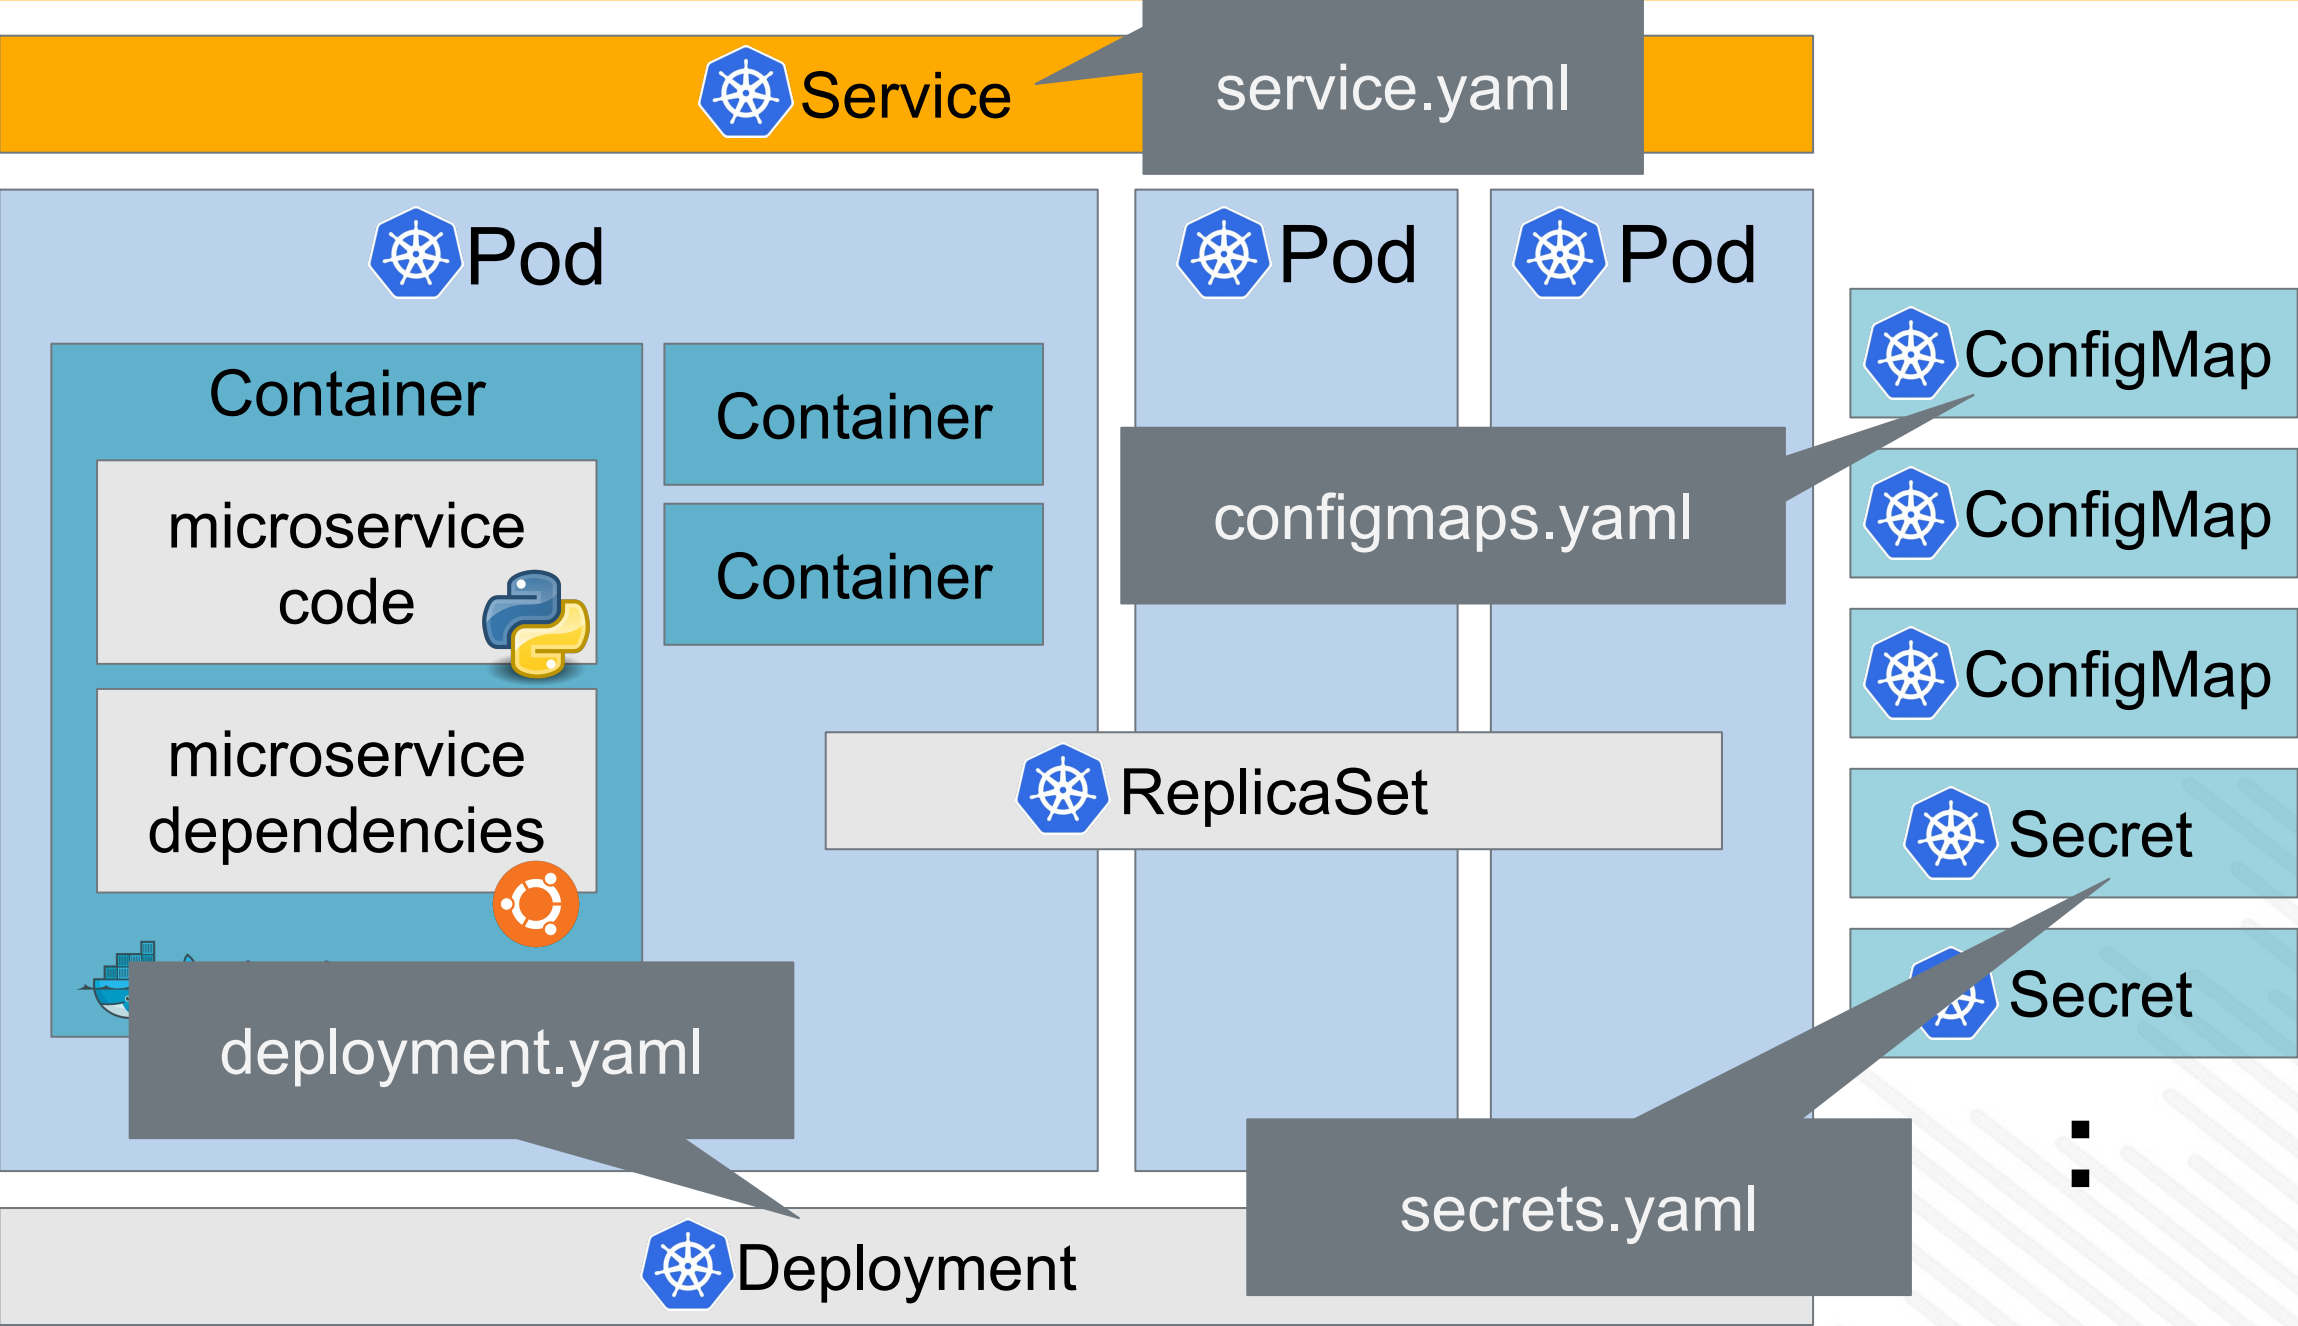 Service
service.yaml
Pod
Pod
Pod
Container
Container
Container
microservice
code
microservice
dependencies
configmaps.yaml
ConfigMap
ConfigMap
ConfigMap
ReplicaSet
Secret
Secret
:
deployment.yaml
secrets.yaml
Deployment